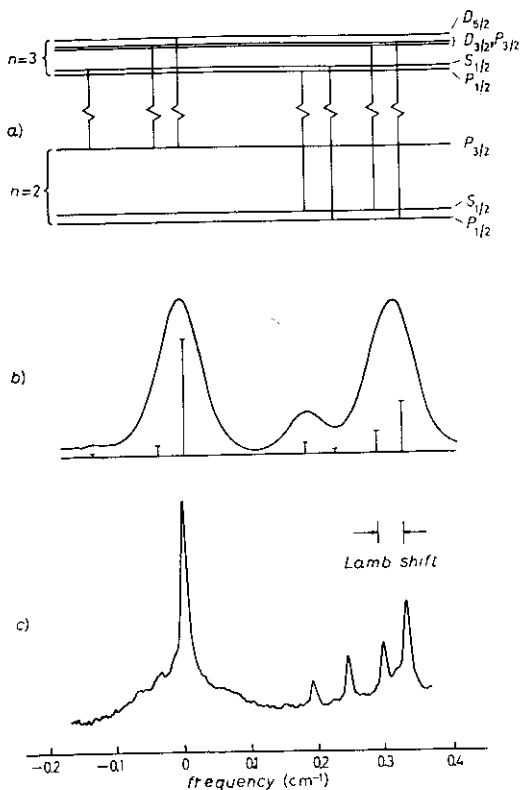 D5/2
n=3
D3/2,P3/2
S1/2
P1/2
a)
P3/2
n=2
S1/2
P1/2
b)
Lamb shift
c)
-0.2 -0.1 0 0.1 0.2 0.3 0.4
frequency (cm-1)